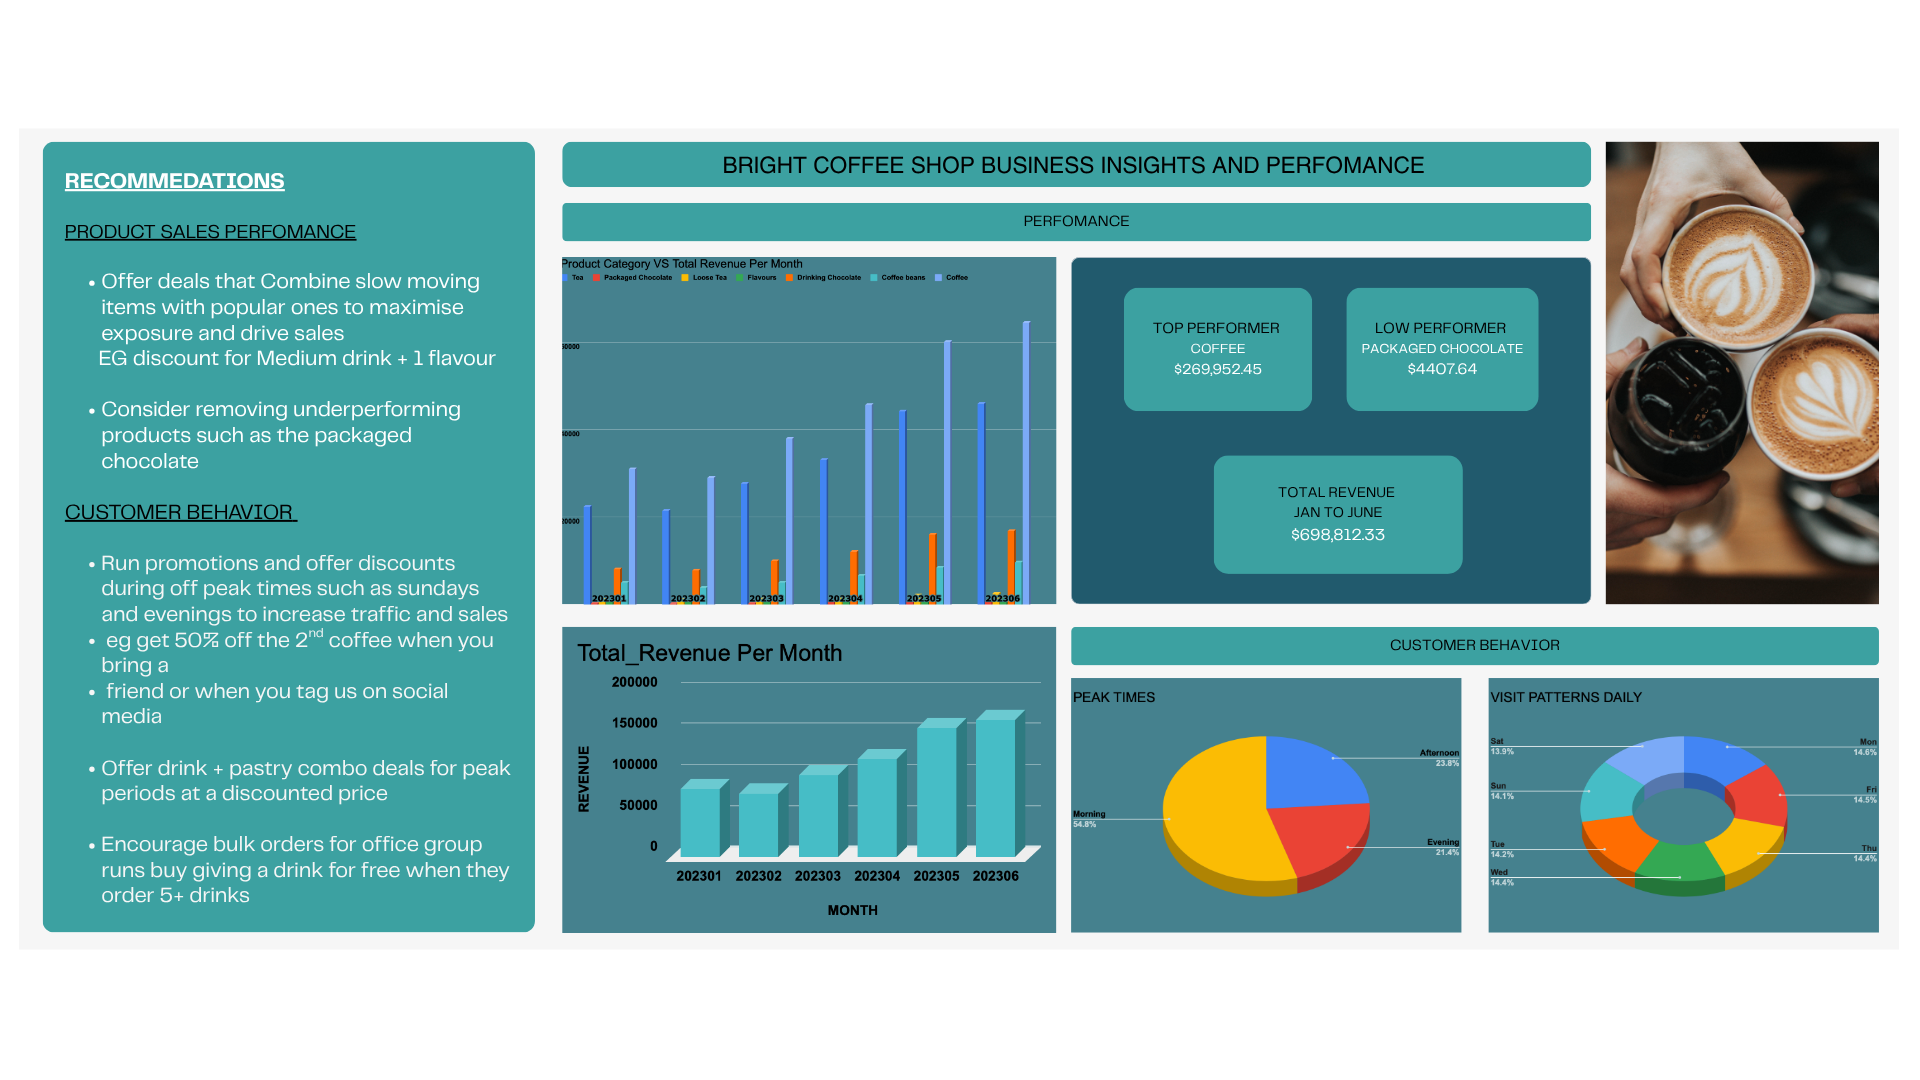 RECOMMEDATIONS
PRODUCT SALES PERFOMANCE
• Offer deals that Combine slow moving
items with popular ones to maximise
exposure and drive sales
EG discount for Medium drink + 1 flavour
• Consider removing underperforming
products such as the packaged
chocolate
CUSTOMER BEHAVIOR
• Run promotions and offer discounts
during off peak times such as sundays
and evenings to increase traffic and sales
• eg get 50% off the 2nd coffee when you
bring a
• friend or when you tag us on social
media
• Offer drink + pastry combo deals for peak
periods at a discounted price
• Encourage bulk orders for office group
runs buy giving a drink for free when they
order 5+ drinks
BRIGHT COFFEE SHOP BUSINESS INSIGHTS AND PERFOMANCE
PERFOMANCE
Product Category VS Total Revenue Per Month
Tea Packaged Chocolate Loose Tea Flavours Drinking Chocolate Coffee beans Coffee
60000
40000
20000
202301 202302 202303 202304 202305 202306
TOP PERFORMER
COFFEE
$269,952.45
LOW PERFORMER
PACKAGED CHOCOLATE
$4407.64
TOTAL REVENUE
JAN TO JUNE
$698,812.33
Total_Revenue Per Month
200000
150000
100000
50000
0
REVENUE
202301 202302 202303 202304 202305 202306
MONTH
CUSTOMER BEHAVIOR
PEAK TIMES
Afternoon
23.8%
Morning
54.8%
Evening
21.4%
VISIT PATTERNS DAILY
Sat
13.9%
Mon
14.6%
Sun
14.1%
Fri
14.5%
Tue
14.2%
Thu
14.4%
Wed
14.4%